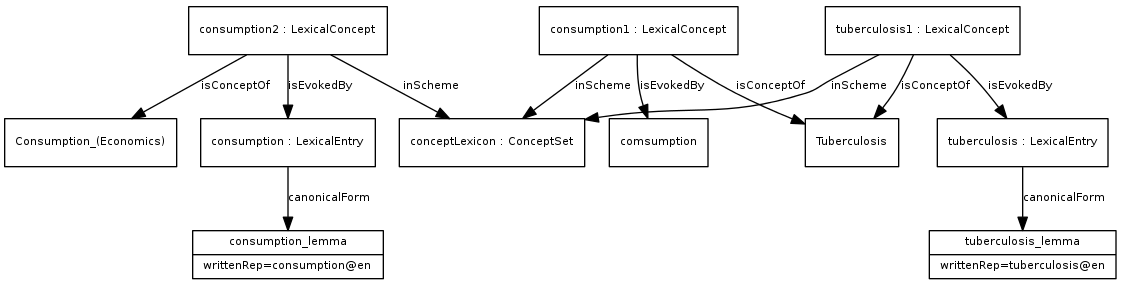 consumption2 : LexicalConcept
consumption1 : LexicalConcept
tuberculosis1 : LexicalConcept
isConceptOf
isEvokedBy
inScheme
inScheme
isEvokedBy
isConceptOf
inScheme
isConceptOf
isEvokedBy
Consumption_(Economics)
consumption : LexicalEntry
conceptLexicon : ConceptSet
comsumption
Tuberculosis
tuberculosis : LexicalEntry
canonicalForm
canonicalForm
consumption_lemma
writtenRep=consumption@en
tuberculosis_lemma
writtenRep=tuberculosis@en